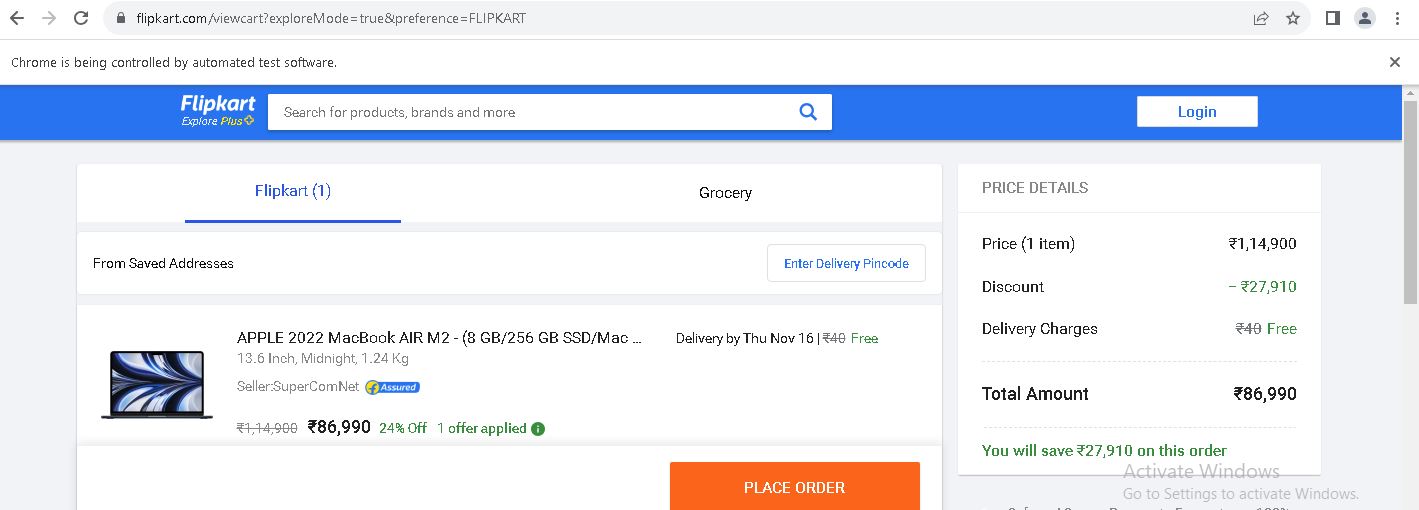 flipkart.com/viewcart?exploreMode=true&preference=FLIPKART
Chrome is being controlled by automated test software.
Flipkart
Explore Plus
Search for products, brands and more
Login
Flipkart (1)
Grocery
From Saved Addresses
Enter Delivery Pincode
APPLE 2022 MacBook AIR M2 - (8 GB/256 GB SSD/Mac ...
13.6 Inch, Midnight, 1.24 Kg
Seller:SuperComNet
f Assured
₹1,14,900 ₹86,990 24% Off 1 offer applied i
Delivery by Thu Nov 16 | ₹40 Free
PLACE ORDER
PRICE DETAILS
Price (1 item) ₹1,14,900
Discount − ₹27,910
Delivery Charges ₹40 Free
Total Amount ₹86,990
You will save ₹27,910 on this order
Activate Windows
Go to Settings to activate Windows.